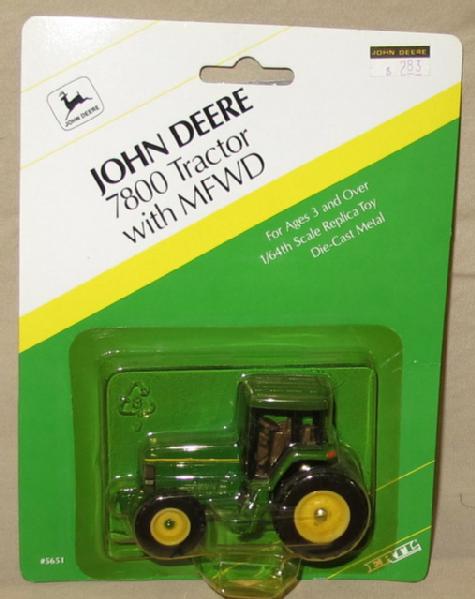 JOHN DEERE
$ 2.83
JOHN DEERE
JOHN DEERE
7800 Tractor
with MFWD
For Ages 3 and Over
1/64th Scale Replica Toy
Die-Cast Metal
#5651
ERTL